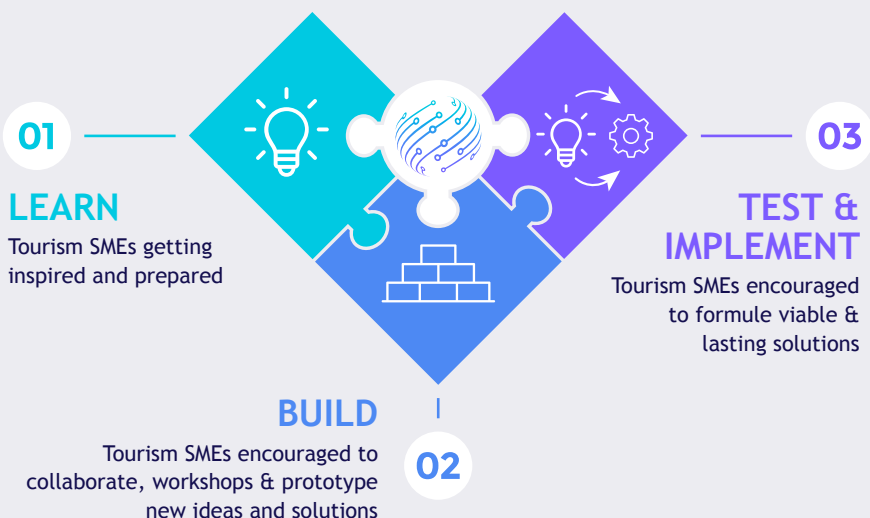 01
LEARN
Tourism SMEs getting
inspired and prepared
BUILD
Tourism SMEs encouraged to
collaborate, workshops & prototype
new ideas and solutions
02
03
TEST &
IMPLEMENT
Tourism SMEs encouraged
to formule viable &
lasting solutions